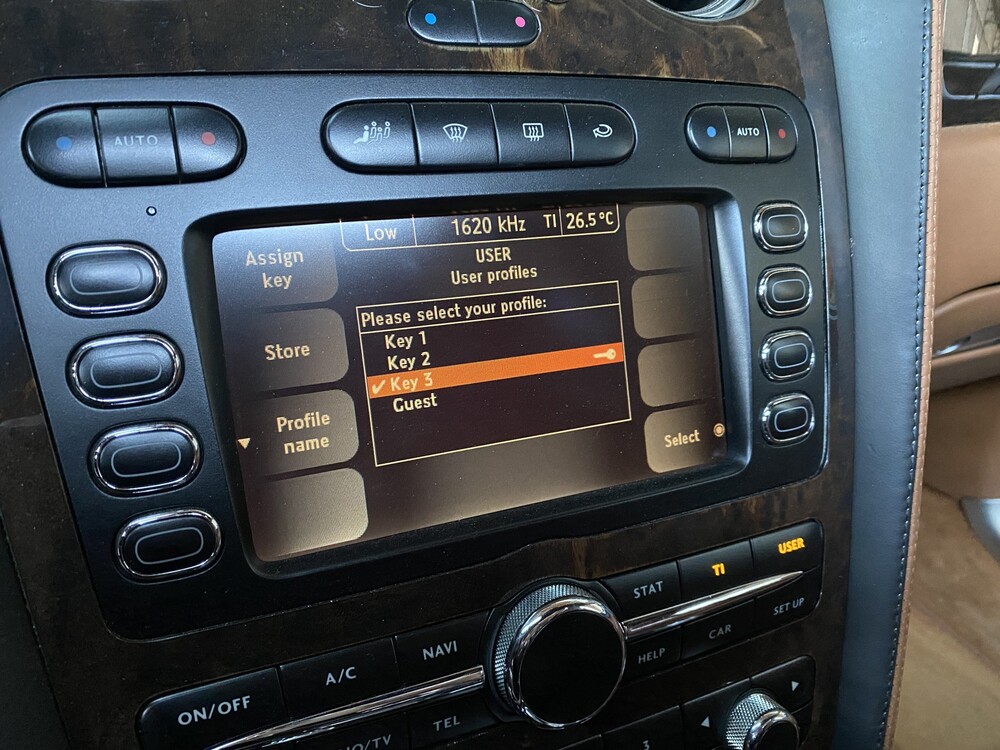 AUTO
AUTO
Low
1620 kHz
TI
26.5°C
USER
User profiles
Assign
key
Store
Profile
name
Please select your profile:
Key 1
Key 2
Key 3
Guest
Select
STAT
TI
USER
HELP
CAR
SET UP
ON/OFF
A/C
NAVI
TEL
3